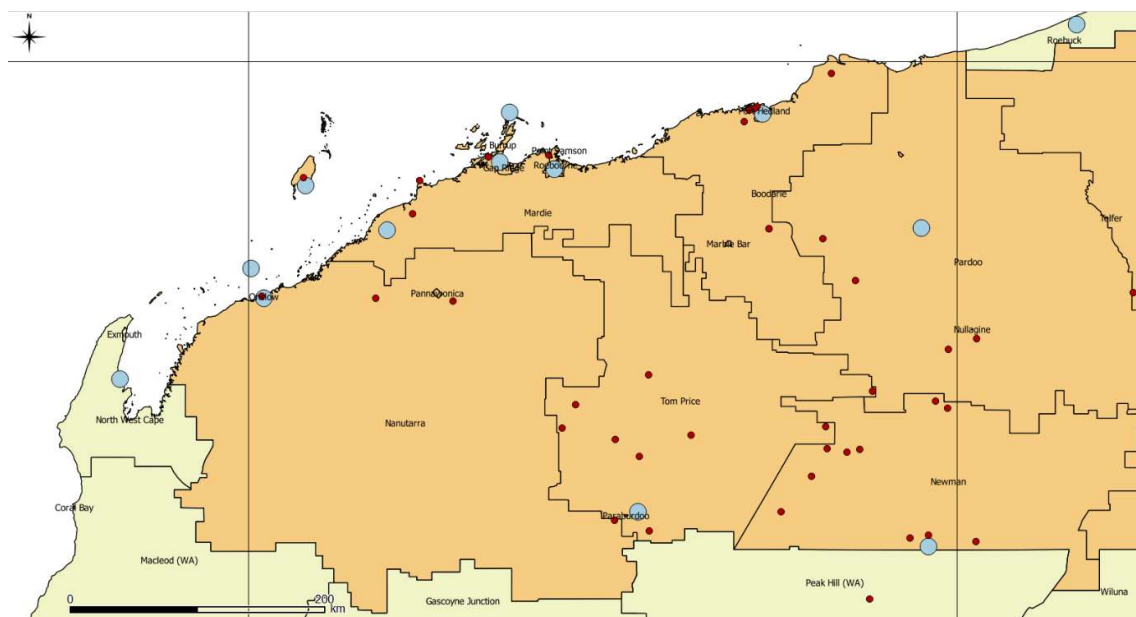 N
Roebuck
Port Hedland
Burrup
Point Samson
Gap Ridge
Roebourne
Boodarie
Mardie
Telfer
Marble Bar
Pardoo
Pannawonica
Onslow
Exmouth
Nullagine
Tom Price
North West Cape
Nanutarra
Newman
Coral Bay
Paraburdoo
Macleod (WA)
Peak Hill (WA)
Wiluna
Gascoyne Junction
0 200
km